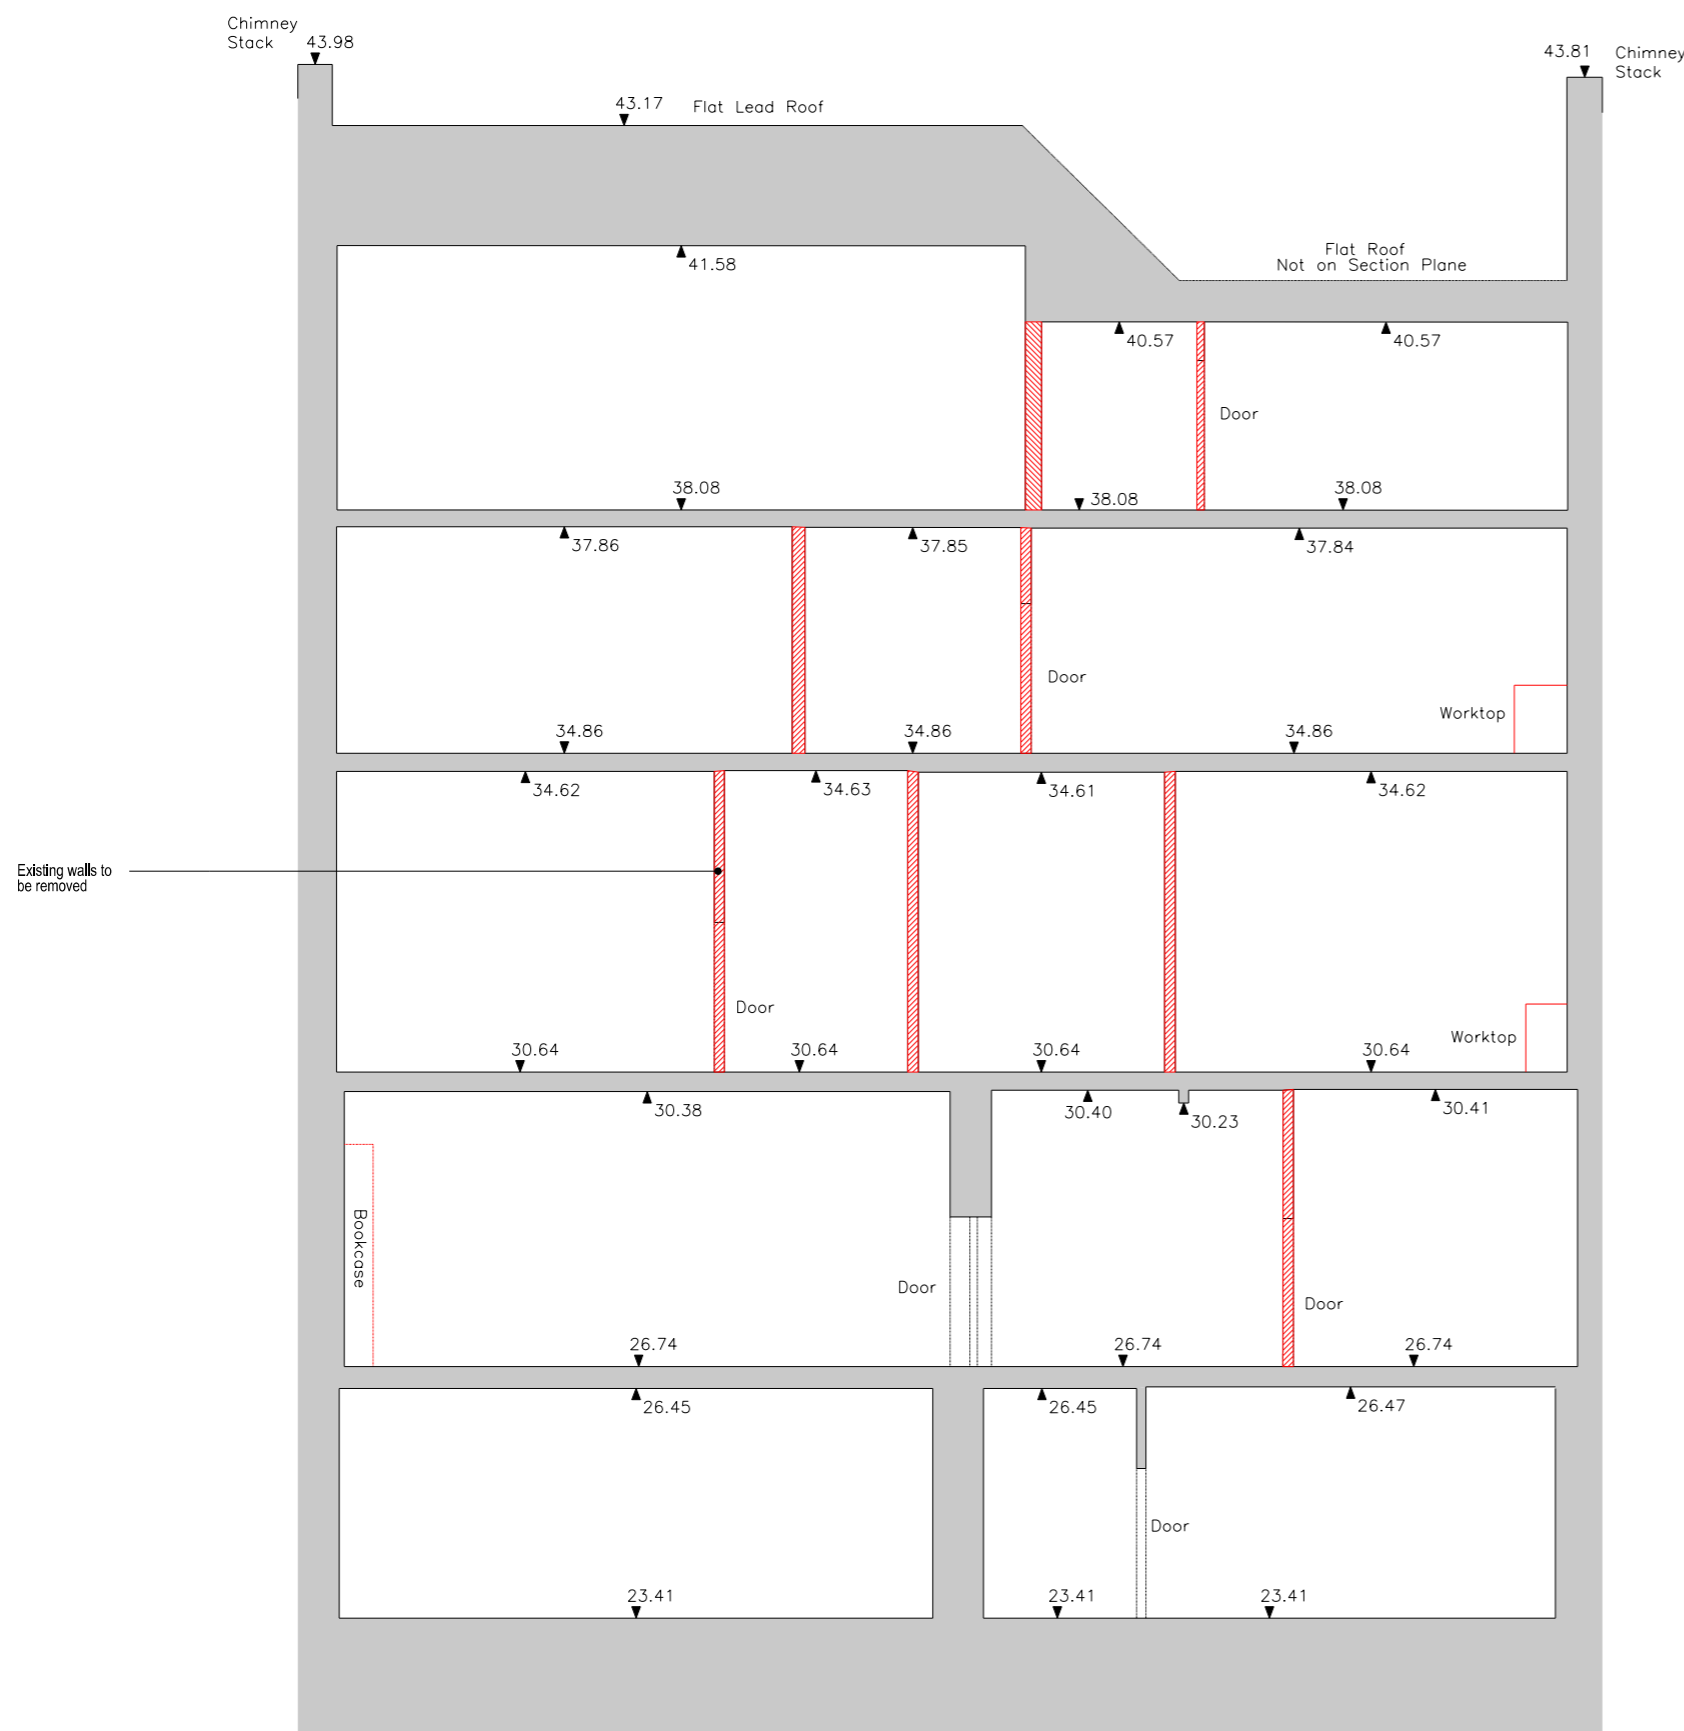 Chimney
Stack
43.98
43.81
Chimney
Stack
43.17
Flat Lead Roof
Flat Roof
Not on Section Plane
41.58
40.57
40.57
Door
38.08
38.08
38.08
37.86
37.85
37.84
Door
Worktop
34.86
34.86
34.86
34.62
34.63
34.61
34.62
Existing walls to
be removed
Door
Worktop
30.64
30.64
30.64
30.64
30.38
30.40
30.23
30.41
Bookcase
Door
Door
26.74
26.74
26.74
26.45
26.45
26.47
Door
23.41
23.41
23.41